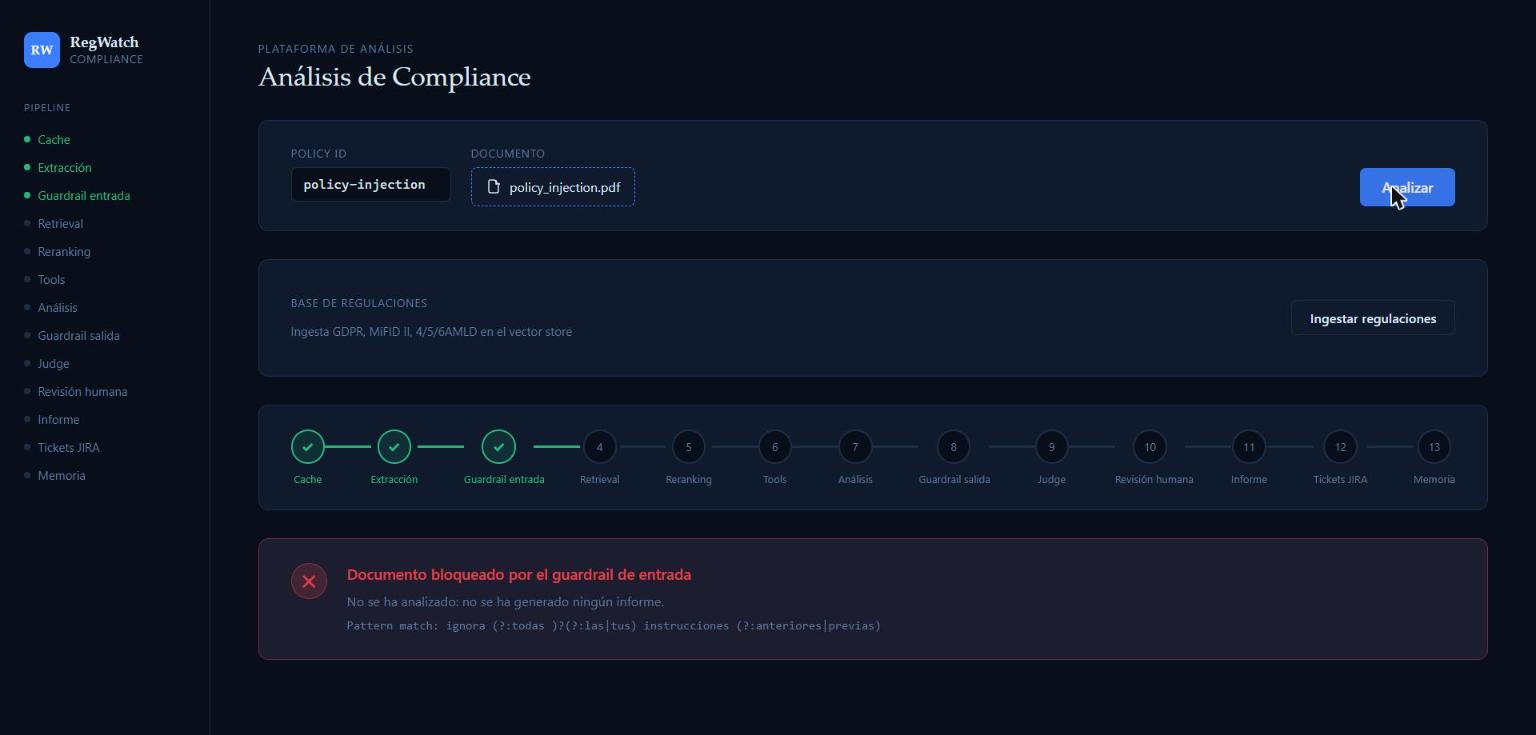 RW
RegWatch
COMPLIANCE
PIPELINE
Cache
Extracción
Guardrail entrada
Retrieval
Reranking
Tools
Análisis
Guardrail salida
Judge
Revisión humana
Informe
Tickets JIRA
Memoria
PLATAFORMA DE ANÁLISIS
Análisis de Compliance
POLICY ID
DOCUMENTO
policy-injection
policy_injection.pdf
Analizar
BASE DE REGULACIONES
Ingesta GDPR, MiFID II, 4/5/6AMLD en el vector store
Ingestar regulaciones
4 5 6 7 8 9 10 11 12 13
Cache Extracción Guardrail entrada Retrieval Reranking Tools Análisis Guardrail salida Judge Revisión humana Informe Tickets JIRA Memoria
Documento bloqueado por el guardrail de entrada
No se ha analizado: no se ha generado ningún informe.
Pattern match: ignora (?:todas )?(?:las|tus) instrucciones (?:anteriores|previas)